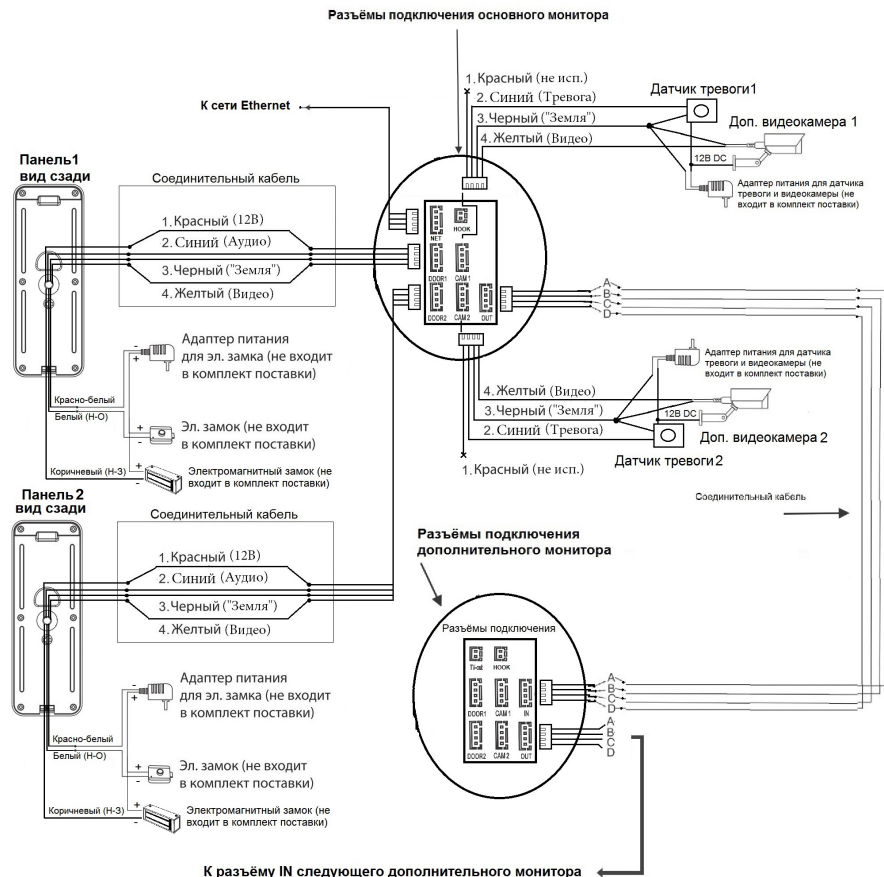 Разъёмы подключения основного монитора
К сети Ethernet
1. Красный (не исп.)
2. Синий (Тревога)
3. Черный ("Земля")
4. Желтый (Видео)
Датчик тревоги1
Доп. видеокамера 1
12В DC
Адаптер питания для датчика
тревоги и видеокамеры (не
входит в комплект поставки)
Панель1
вид сзади
Соединительный кабель
1. Красный (12В)
2. Синий (Аудио)
3. Черный ("Земля")
4. Желтый (Видео)
NET
HOOK
DOOR1
CAM 1
DOOR2
CAM 2
OUT
A
B
C
D
Адаптер питания
для эл. замка (не входит
в комплект поставки)
-
+
Красно-белый
Белый (Н-О)
+
-
Эл. замок (не входит
в комплект поставки)
Коричневый (Н-З)
+
-
Электромагнитный замок (не
входит в комплект поставки)
Адаптер питания для датчика
тревоги и видеокамеры (не
входит в комплект поставки)
4. Желтый (Видео)
3. Черный ("Земля")
2. Синий (Тревога)
1. Красный (не исп.)
12В DC
Доп. видеокамера 2
Датчик тревоги2
Соединительный кабель
Панель 2
вид сзади
Соединительный кабель
1. Красный (12В)
2. Синий (Аудио)
3. Черный ("Земля")
4. Желтый (Видео)
Разъёмы подключения
дополнительного монитора
Разъёмы подключения
HOOK
DOOR1
CAM 1
IN
DOOR2
CAM 2
OUT
A
B
C
D
A
B
C
D
Адаптер питания
для эл. замка (не входит
в комплект поставки)
-
+
Красно-белый
Белый (Н-О)
+
-
Эл. замок (не входит
в комплект поставки)
Коричневый (Н-З)
+
-
Электромагнитный замок (не
входит в комплект поставки)
К разъёму IN следующего дополнительного монитора